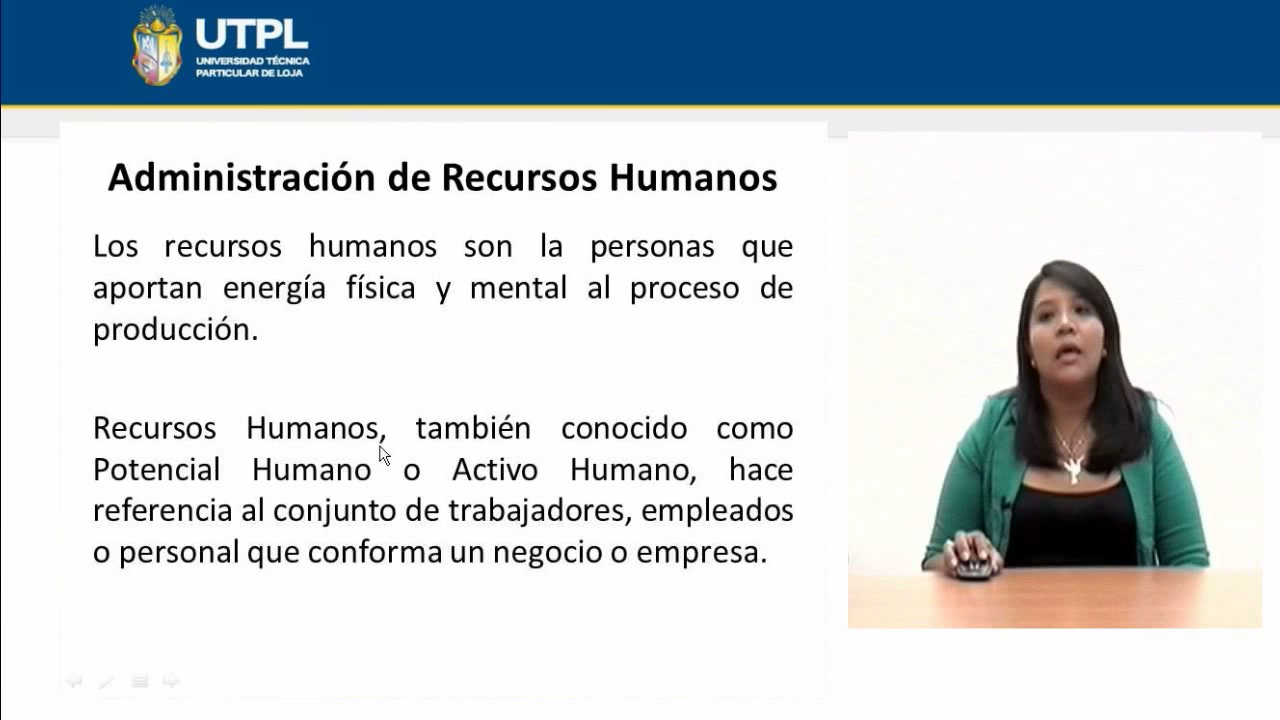 UTPL
UNIVERSIDAD TÉCNICA
PARTICULAR DE LOJA
Administración de Recursos Humanos
Los recursos humanos son la personas que
aportan energía física y mental al proceso de
producción.
Recursos Humanos, también conocido como
Potencial Humano o Activo Humano, hace
referencia al conjunto de trabajadores, empleados
o personal que conforma un negocio o empresa.